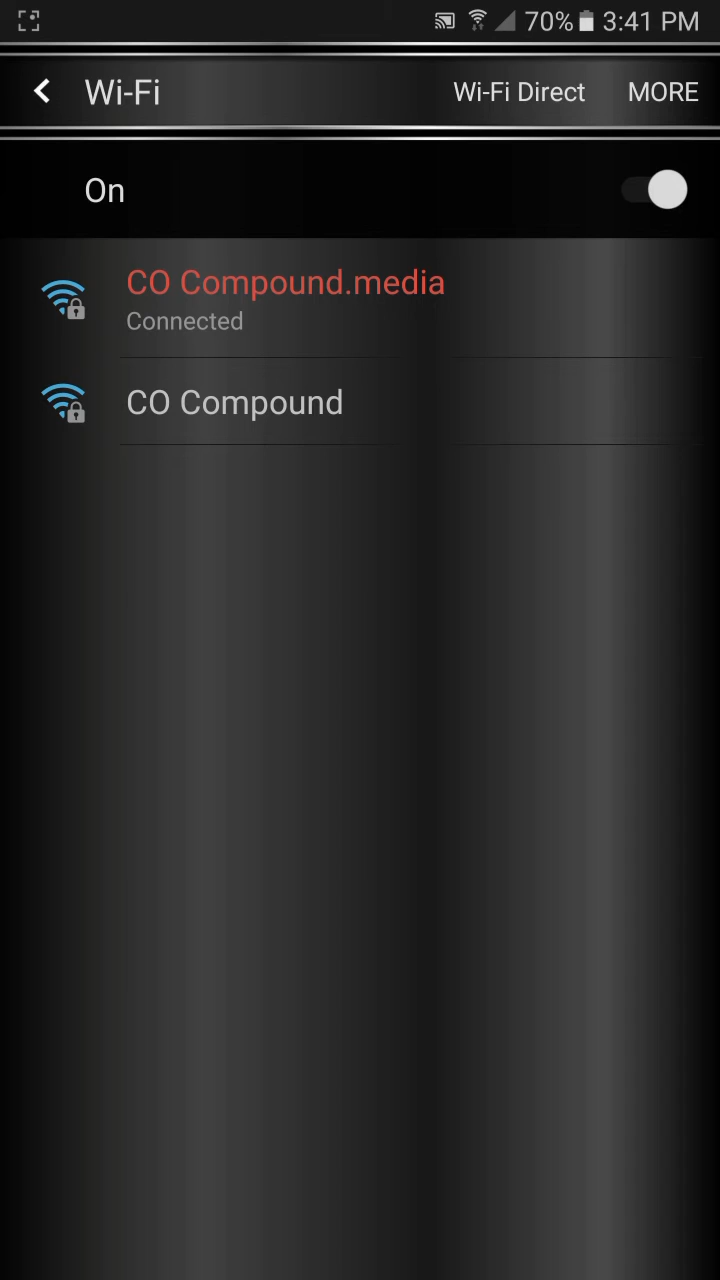 70% 3:41 PM
Wi-Fi Wi-Fi Direct MORE
On
CO Compound.media
Connected
CO Compound